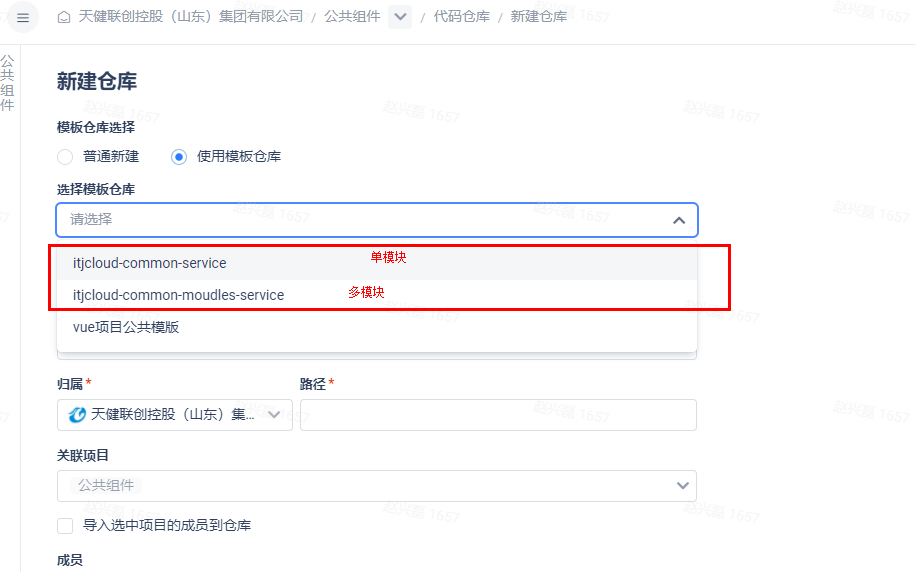 天健联创控股（山东）集团有限公司 / 公共组件 / 代码仓库 / 新建仓库
公共组件
新建仓库
模板仓库选择
普通新建 使用模板仓库
选择模板仓库
请选择
itjcloud-common-service 单模块
itjcloud-common-moudles-service 多模块
vue项目公共模版
归属* 路径*
天健联创控股（山东）集...
关联项目
公共组件
导入选中项目的成员到仓库
成员
赵兴磊 1657